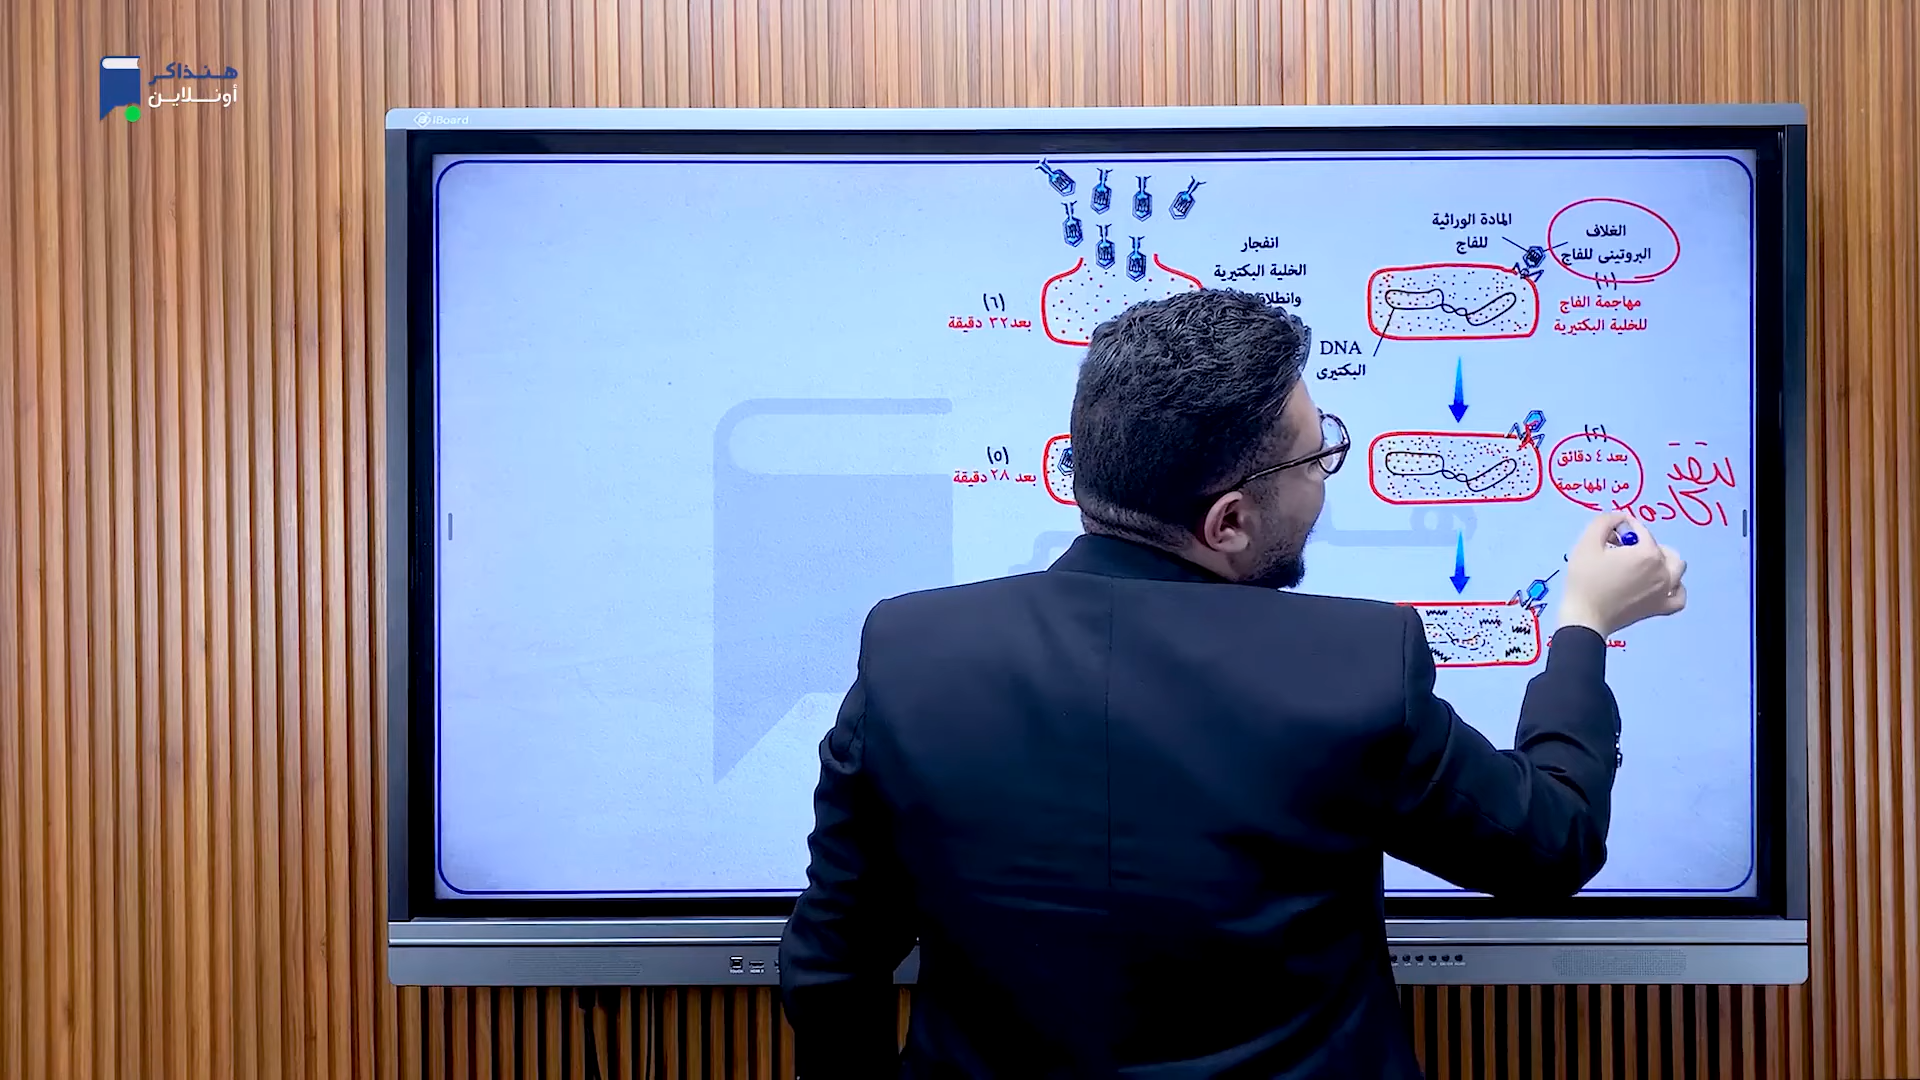 هنذاكر
أونلاين
iBoard
الغلاف
البروتينى للفاج
المادة الوراثية
للفاج
(١)
مهاجمة الفاج
للخلية البكتيرية
DNA
البكتيرى
(٢)
بعد ٤ دقائق
من المهاجمة
بعد
انفجار
الخلية البكتيرية
(٦)
بعد ٣٢ دقيقة
(٥)
بعد ٢٨ دقيقة